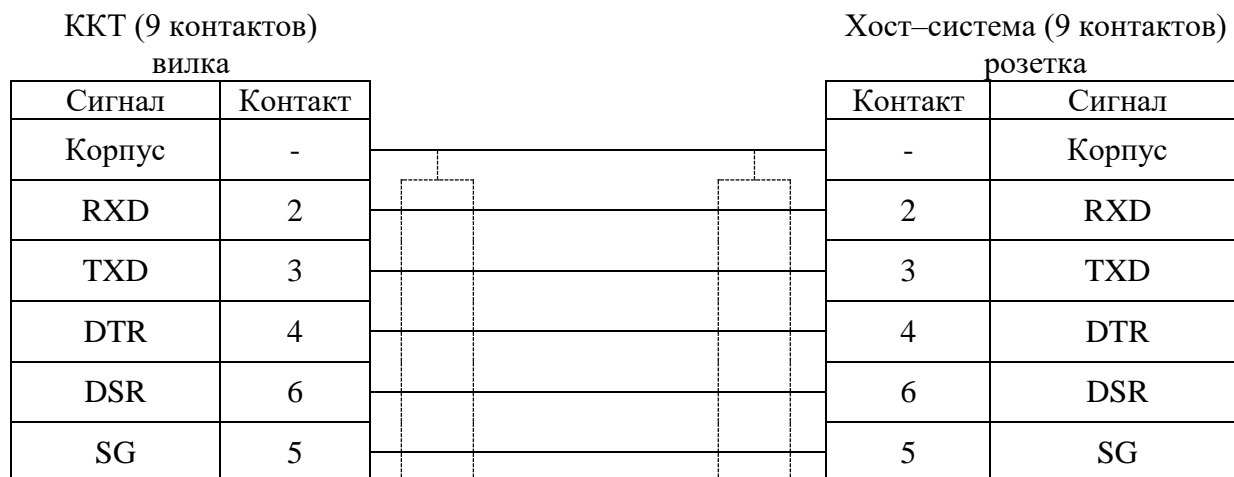 ККТ (9 контактов)
вилка
Хост–система (9 контактов)
розетка
Сигнал Контакт Контакт Сигнал
Корпус - - Корпус
RXD 2 2 RXD
TXD 3 3 TXD
DTR 4 4 DTR
DSR 6 6 DSR
SG 5 5 SG